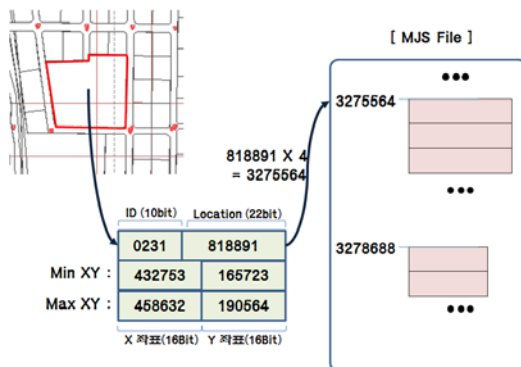 [ MJS File ]
•••
3275564
818891 X 4
= 3275564
•••
ID (10bit) Location (22bit)
0231 818891
3278688
Min XY : 432753 165723
Max XY : 458632 190564
•••
X 좌표(16Bit) Y 좌표(16Bit)